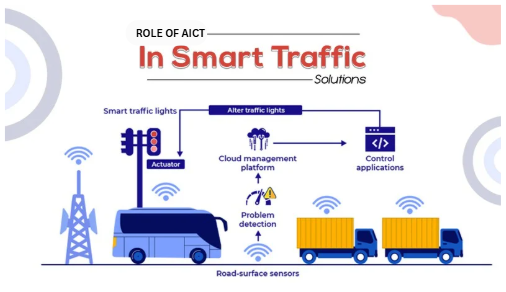 ROLE OF AICT
In Smart Traffic
Solutions
Smart traffic lights
Alter traffic lights
Actuator
Cloud management
platform
Control
applications
</>
Problem
detection
Road-surface sensors